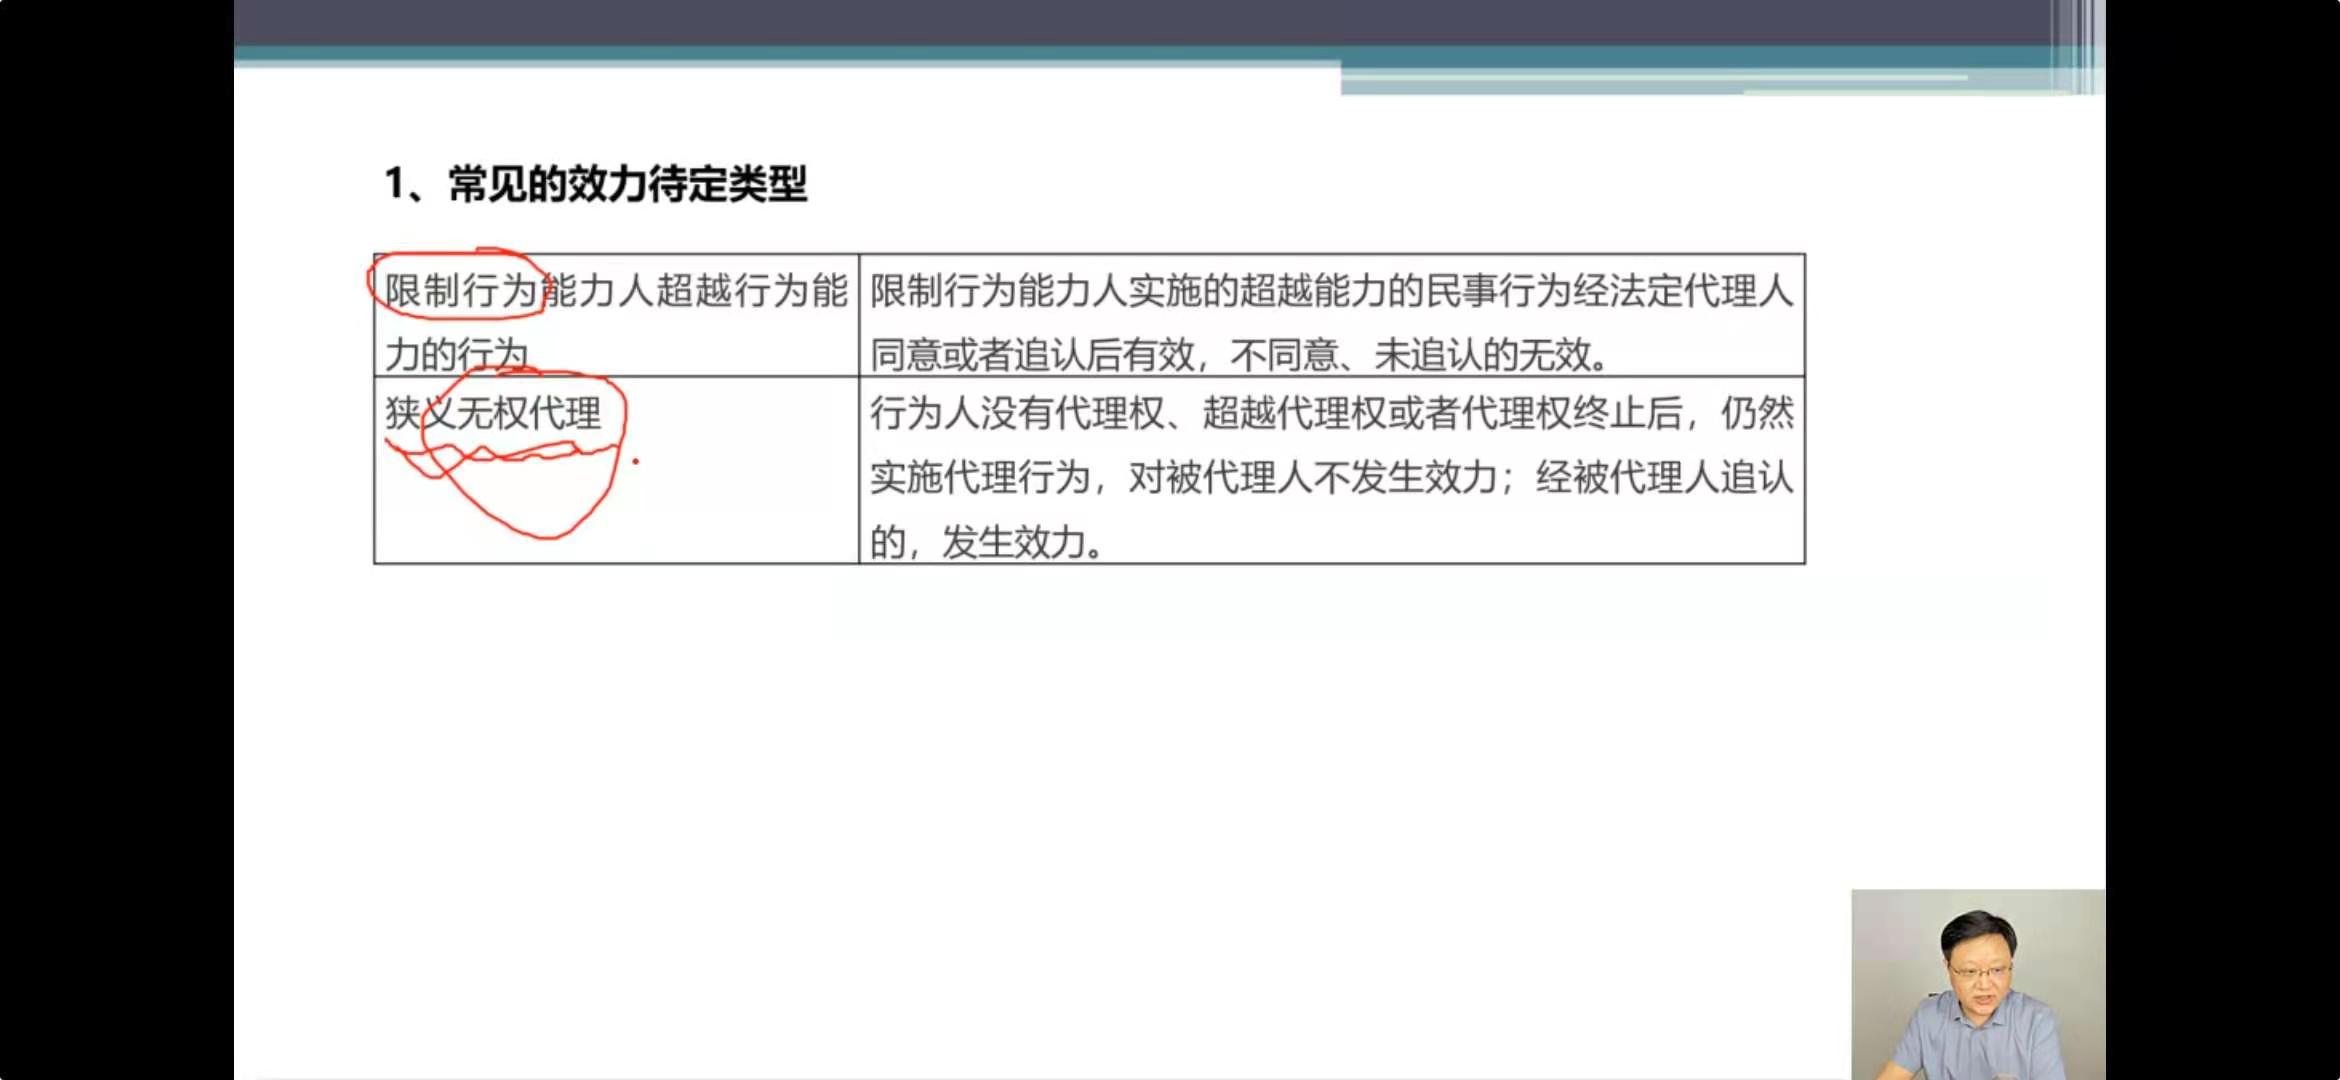 1、常见的效力待定类型
限制行为能力人超越行为能
力的行为
限制行为能力人实施的超越能力的民事行为经法定代理人
同意或者追认后有效，不同意、未追认的无效。
狭义无权代理
行为人没有代理权、超越代理权或者代理权终止后，仍然
实施代理行为，对被代理人不发生效力；经被代理人追认
的，发生效力。